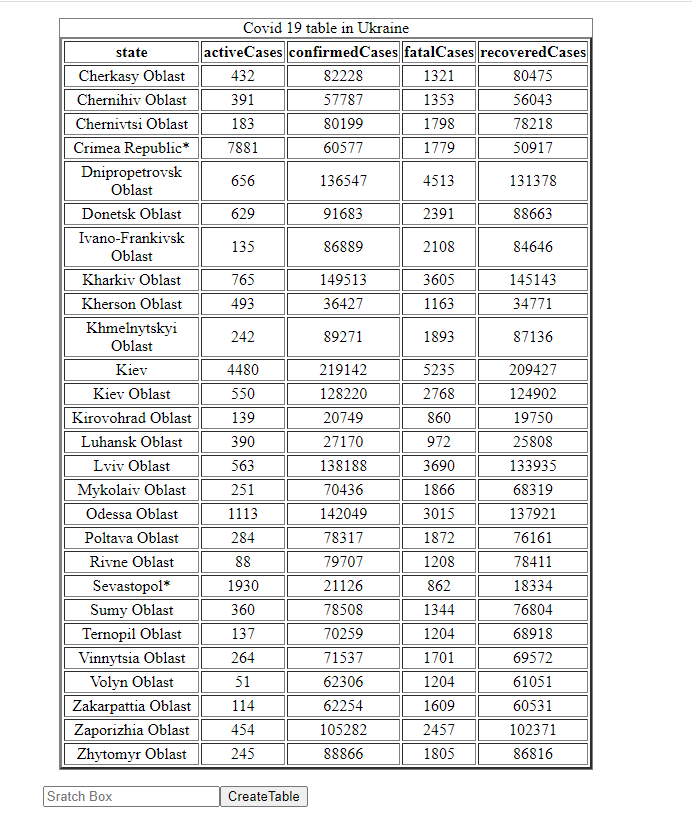 Covid 19 table in Ukraine
state activeCases confirmedCases fatalCases recoveredCases
Cherkasy Oblast 432 82228 1321 80475
Chernihiv Oblast 391 57787 1353 56043
Chernivtsi Oblast 183 80199 1798 78218
Crimea Republic* 7881 60577 1779 50917
Dnipropetrovsk
Oblast 656 136547 4513 131378
Donetsk Oblast 629 91683 2391 88663
Ivano-Frankivsk
Oblast 135 86889 2108 84646
Kharkiv Oblast 765 149513 3605 145143
Kherson Oblast 493 36427 1163 34771
Khmelnytskyi
Oblast 242 89271 1893 87136
Kiev 4480 219142 5235 209427
Kiev Oblast 550 128220 2768 124902
Kirovohrad Oblast 139 20749 860 19750
Luhansk Oblast 390 27170 972 25808
Lviv Oblast 563 138188 3690 133935
Mykolaiv Oblast 251 70436 1866 68319
Odessa Oblast 1113 142049 3015 137921
Poltava Oblast 284 78317 1872 76161
Rivne Oblast 88 79707 1208 78411
Sevastopol* 1930 21126 862 18334
Sumy Oblast 360 78508 1344 76804
Ternopil Oblast 137 70259 1204 68918
Vinnytsia Oblast 264 71537 1701 69572
Volyn Oblast 51 62306 1204 61051
Zakarpattia Oblast 114 62254 1609 60531
Zaporizhia Oblast 454 105282 2457 102371
Zhytomyr Oblast 245 88866 1805 86816
Sratch Box CreateTable